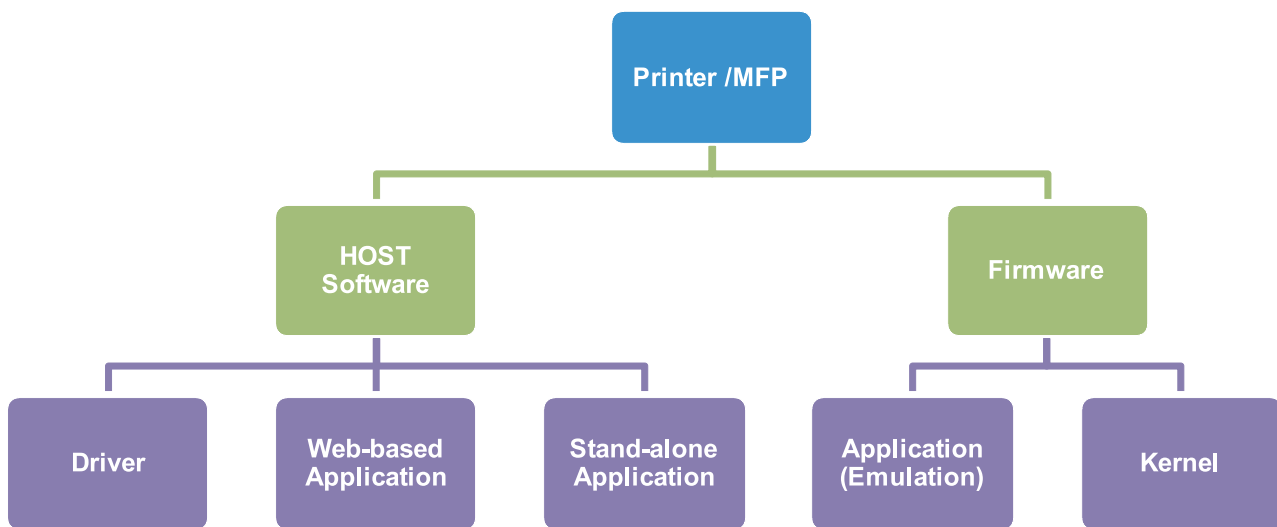 Printer /MFP
HOST
Software
Firmware
Driver
Web-based
Application
Stand-alone
Application
Application
(Emulation)
Kernel